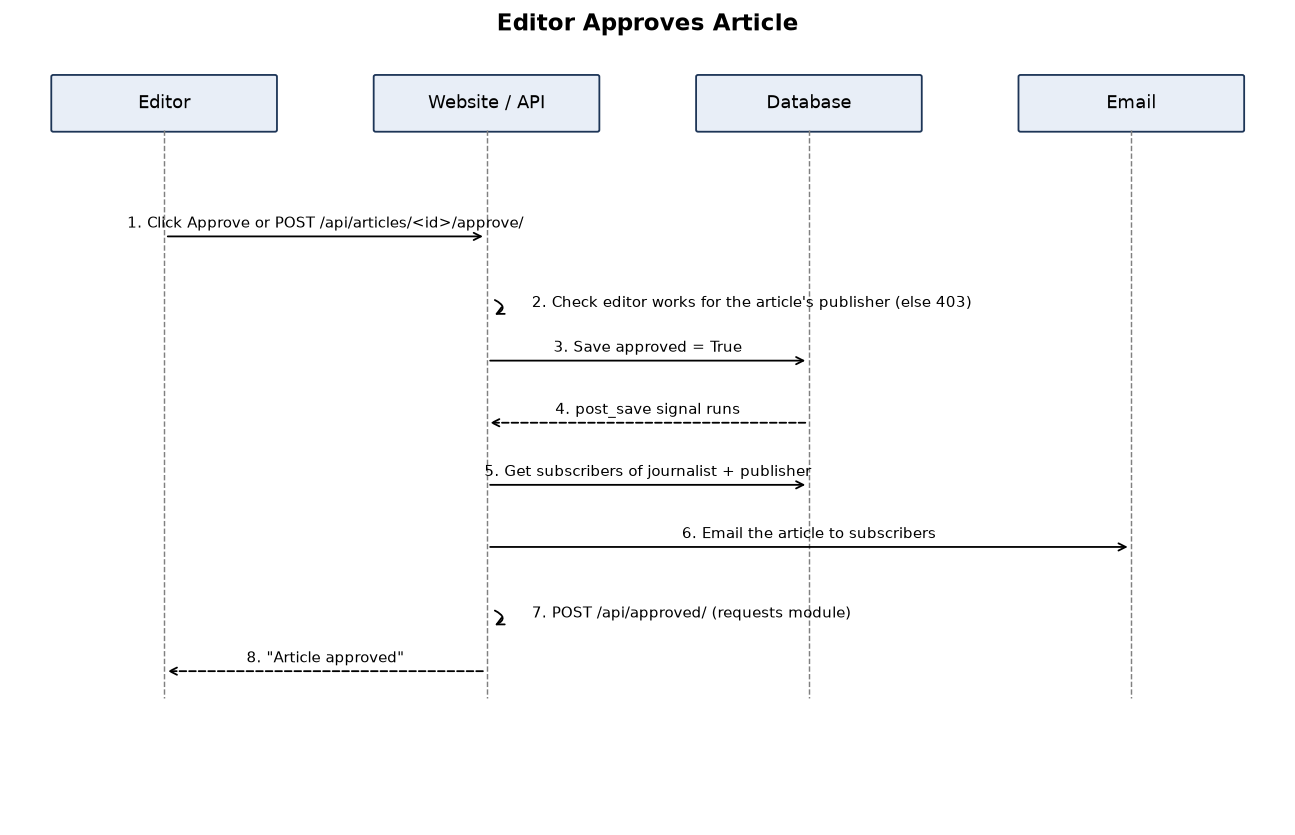 Editor Approves Article
Editor
Website / API
Database
Email
1. Click Approve or POST /api/articles/<id>/approve/
2. Check editor works for the article's publisher (else 403)
3. Save approved = True
4. post_save signal runs
5. Get subscribers of journalist + publisher
6. Email the article to subscribers
7. POST /api/approved/ (requests module)
8. "Article approved"